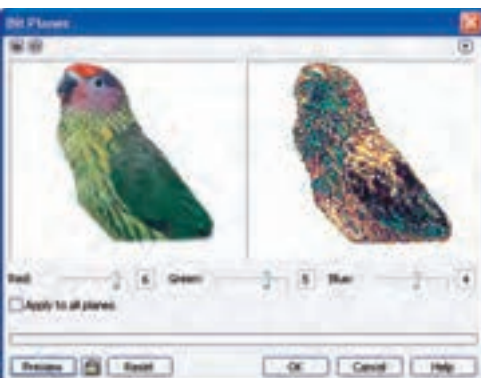 Bit Planes
Red: 6 Green: 5 Blue: 4
Apply to all planes
Preview Reset OK Cancel Help